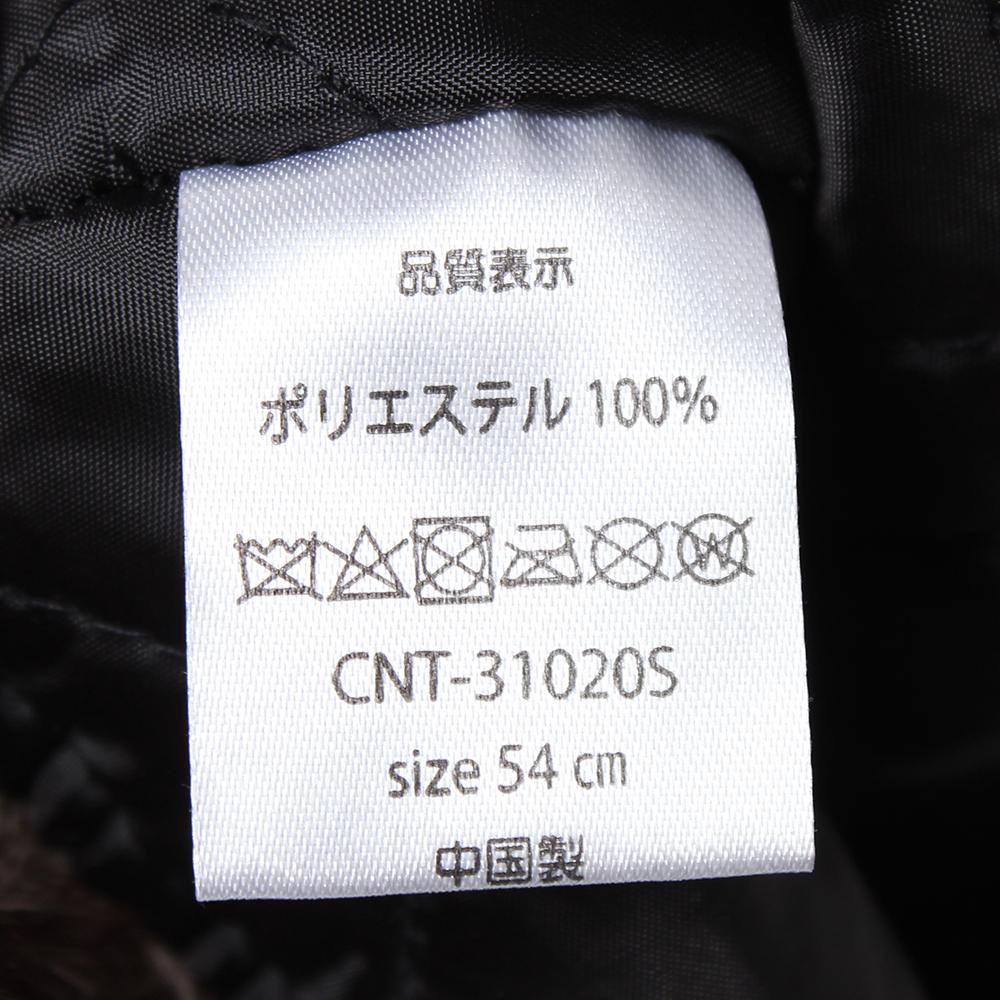 品質表示
ポリエステル 100%
W
CNT-31020S
size 54 cm
中国製